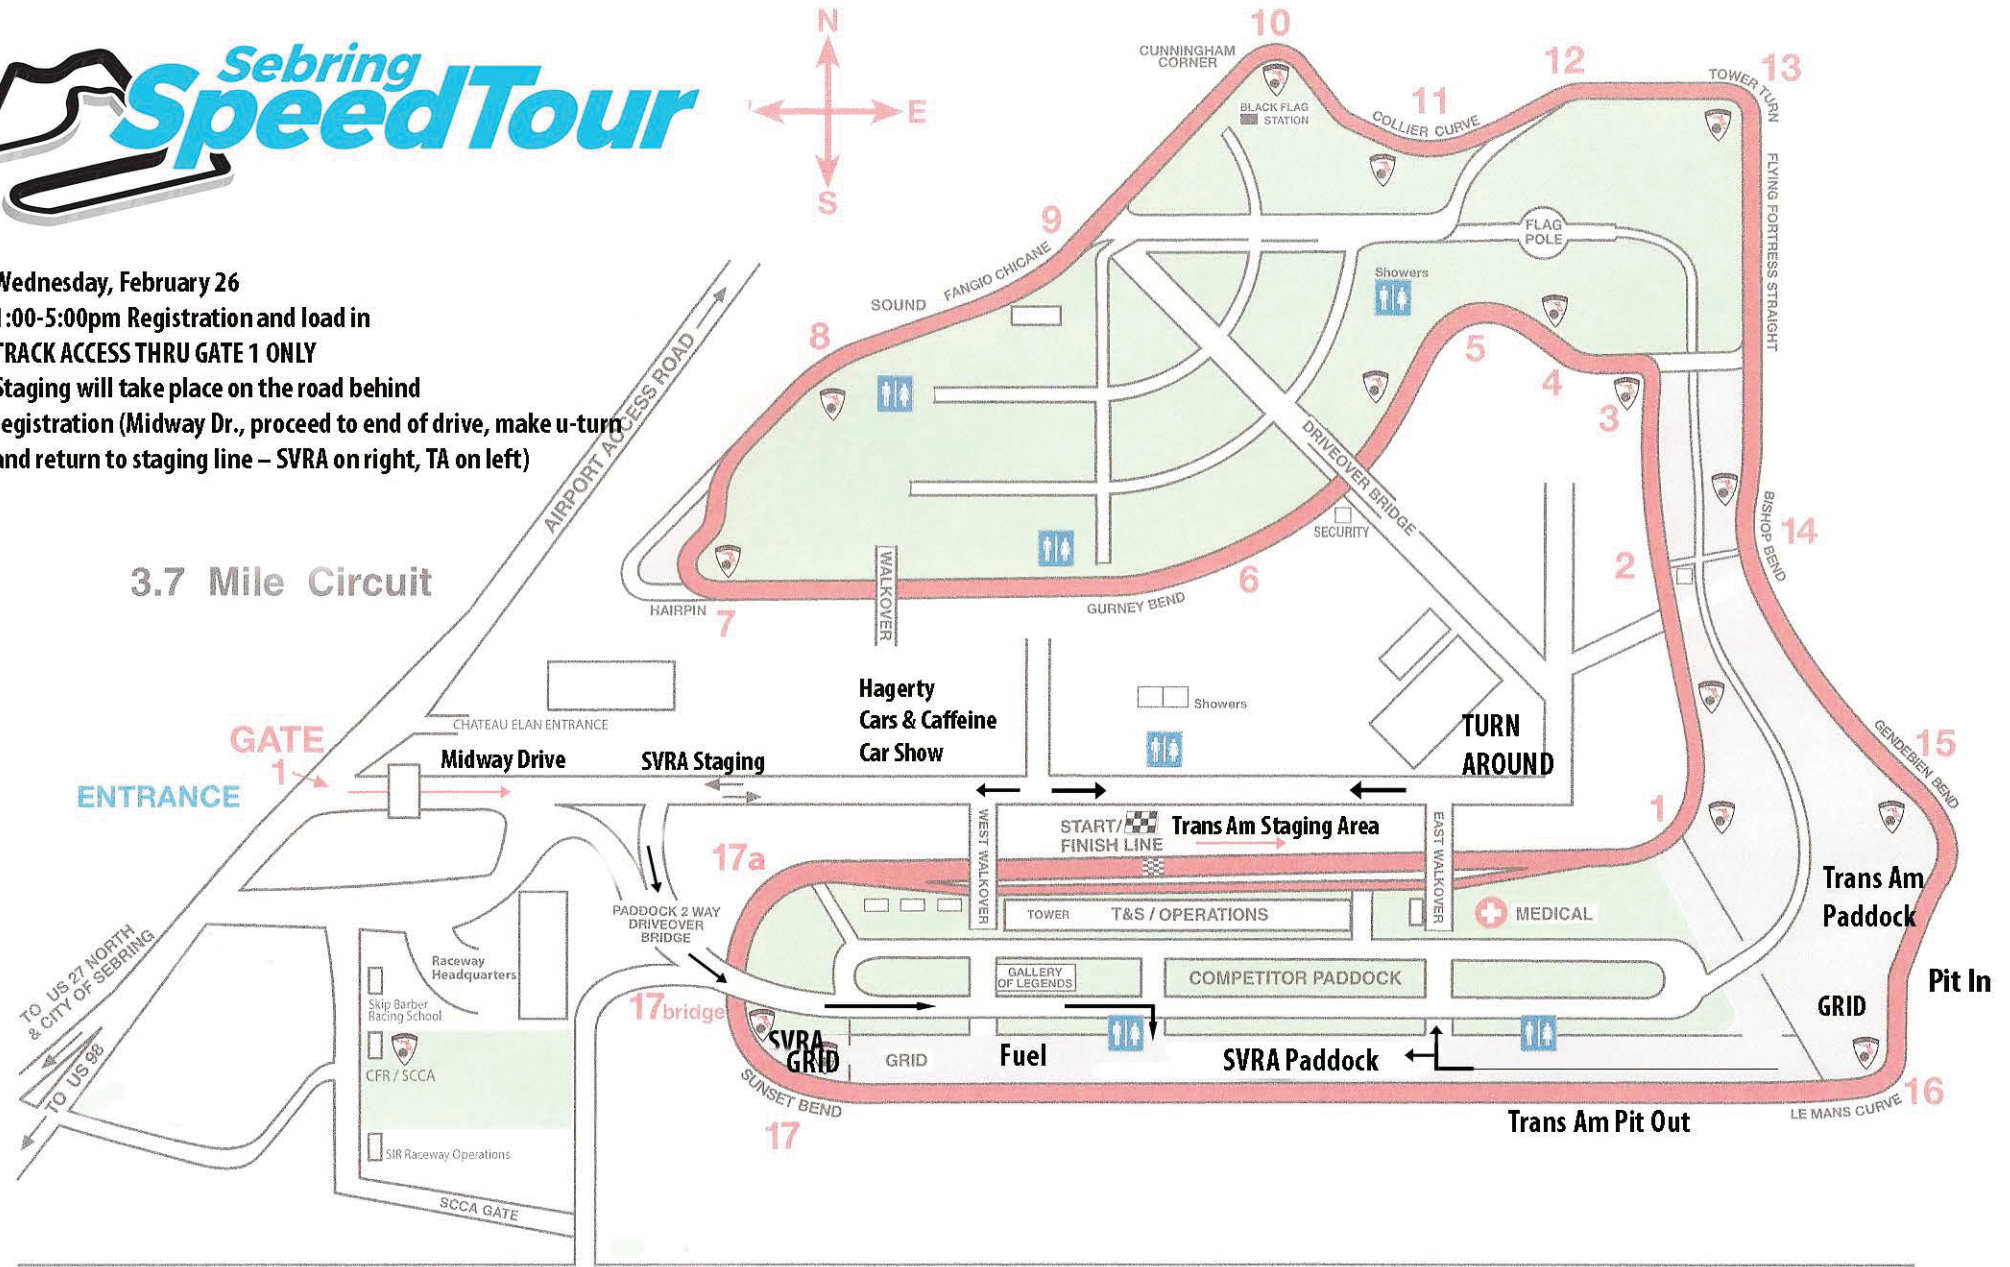 Sebring
SpeedTour
Wednesday, February 26
1:00-5:00pm Registration and load in
TRACK ACCESS THRU GATE 1 ONLY
Staging will take place on the road behind
registration (Midway Dr., proceed to end of drive, make u-turn
and return to staging line – SVRA on right, TA on left)
3.7 Mile Circuit
N
E
S
10
CUNNINGHAM
CORNER
BLACK FLAG
STATION
11
COLLIER CURVE
12
TOWER TURN
13
FLYING FORTRESS STRAIGHT
FLAG
POLE
Showers
9
FANGIO CHICANE
SOUND
8
AIRPORT ACCESS ROAD
5
4
3
DRIVEOVER BRIDGE
SECURITY
2
BISHOP BEND
14
6
GURNEY BEND
WALKOVER
HAIRPIN
7
CHATEAU ELAN ENTRANCE
GATE
1
ENTRANCE
Midway Drive
SVRA Staging
Hagerty
Cars & Caffeine
Car Show
Showers
TURN
AROUND
GENDEBIEN BEND
15
1
START/
FINISH LINE
Trans Am Staging Area
WEST WALKOVER
EAST WALKOVER
17a
PADDOCK 2 WAY
DRIVEOVER
BRIDGE
TOWER
T&S / OPERATIONS
MEDICAL
Trans Am
Paddock
GALLERY
OF LEGENDS
COMPETITOR PADDOCK
Pit In
GRID
Raceway
Headquarters
Skip Barber
Racing School
17 bridge
SVRA
GRID
GRID
Fuel
SVRA Paddock
CFR / SCCA
TO US 27 NORTH
& CITY OF SEBRING
TO US 98
SUNSET BEND
17
Trans Am Pit Out
LE MANS CURVE
16
SIR Raceway Operations
SCCA GATE